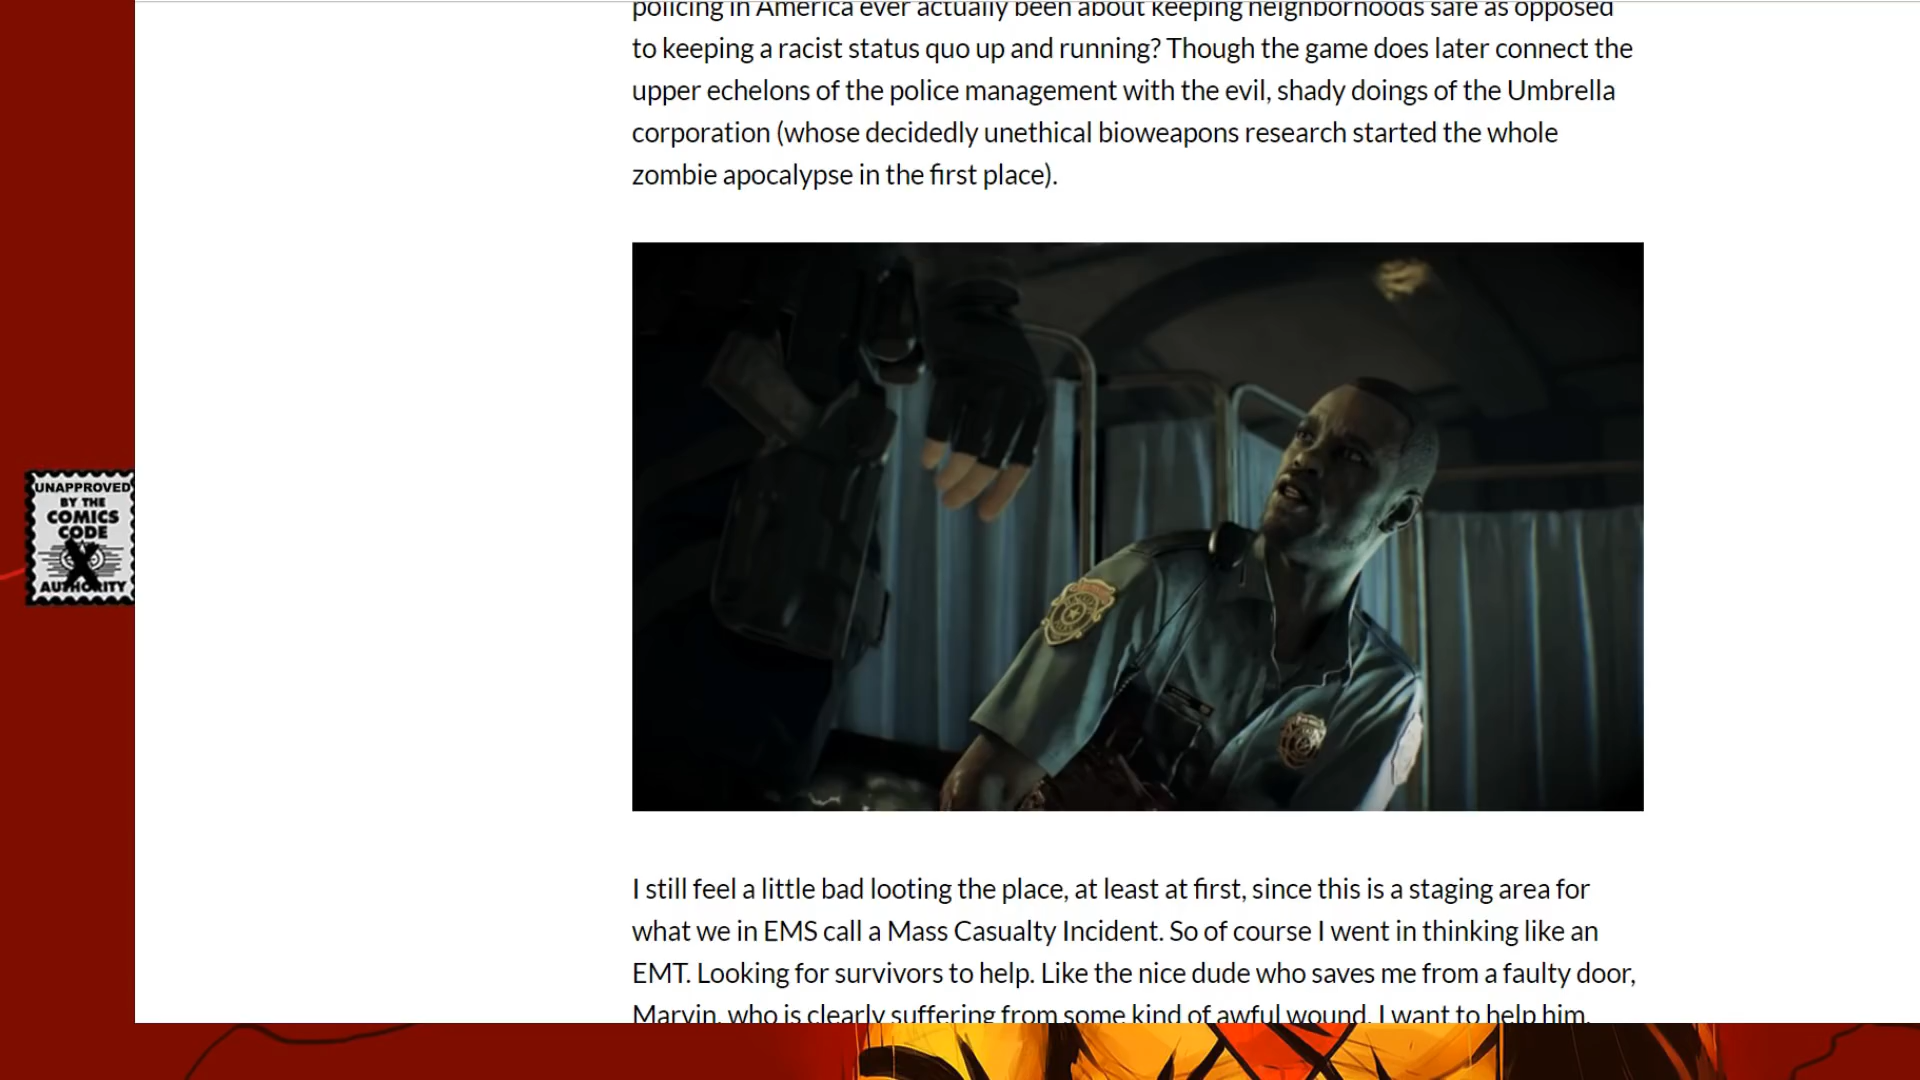 policing in America ever actually been about keeping neighborhoods safe as opposed
to keeping a racist status quo up and running? Though the game does later connect the
upper echelons of the police management with the evil, shady doings of the Umbrella
corporation (whose decidedly unethical bioweapons research started the whole
zombie apocalypse in the first place).
UNAPPROVED
BY THE
COMICS
CODE
AUTHORITY
I still feel a little bad looting the place, at least at first, since this is a staging area for
what we in EMS call a Mass Casualty Incident. So of course I went in thinking like an
EMT. Looking for survivors to help. Like the nice dude who saves me from a faulty door,
Marvin, who is clearly suffering from some kind of awful wound. I want to help him.